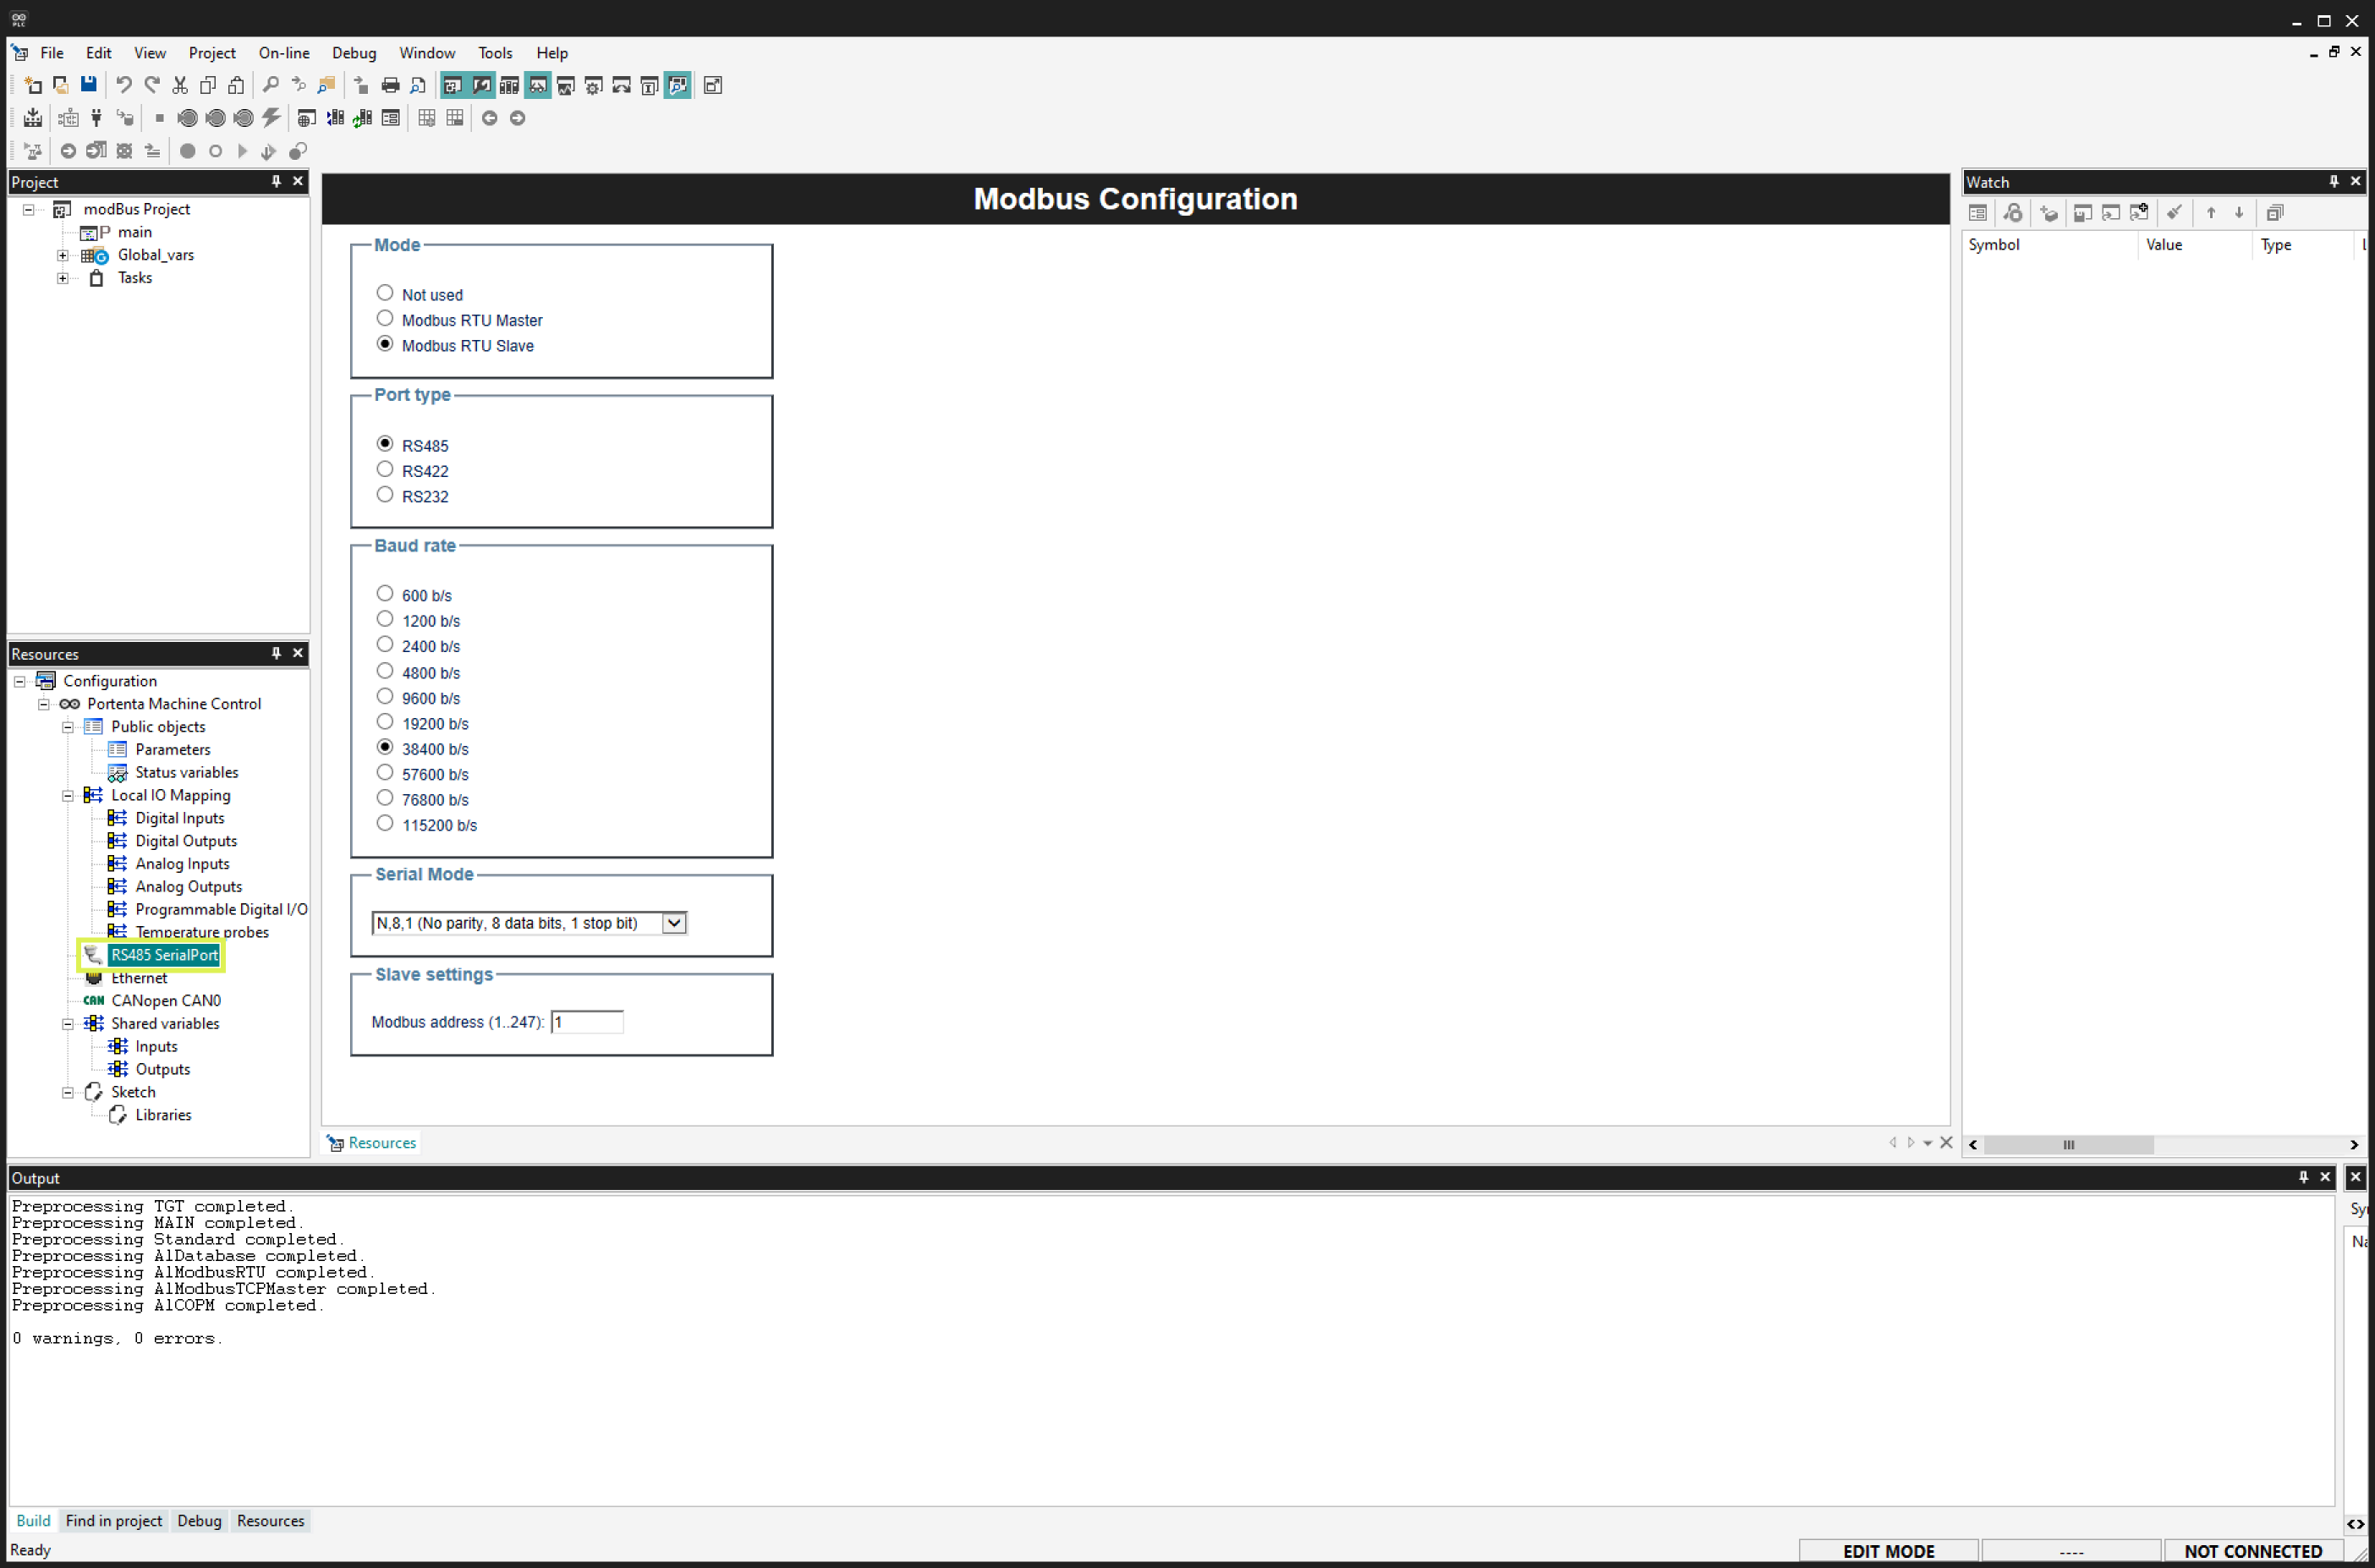 PLC
File Edit View Project On-line Debug Window Tools Help
Project
modBus Project
P main
Global_vars
Tasks
Resources
Configuration
Portenta Machine Control
Public objects
Parameters
Status variables
Local IO Mapping
Digital Inputs
Digital Outputs
Analog Inputs
Analog Outputs
Programmable Digital I/O
Temperature probes
RS485 SerialPort
Ethernet
CAN CANopen CAN0
Shared variables
Inputs
Outputs
Sketch
Libraries
Modbus Configuration
Mode
Not used
Modbus RTU Master
Modbus RTU Slave
Port type
RS485
RS422
RS232
Baud rate
600 b/s
1200 b/s
2400 b/s
4800 b/s
9600 b/s
19200 b/s
38400 b/s
57600 b/s
76800 b/s
115200 b/s
Serial Mode
N,8,1 (No parity, 8 data bits, 1 stop bit)
Slave settings
Modbus address (1..247): 1
Resources
Watch
Symbol Value Type
Output
Preprocessing TGT completed.
Preprocessing MAIN completed.
Preprocessing Standard completed.
Preprocessing AlDatabase completed.
Preprocessing AlModbusRTU completed.
Preprocessing AlModbusTCPMaster completed.
Preprocessing AlCOPM completed.
0 warnings, 0 errors.
Build Find in project Debug Resources
Ready
EDIT MODE ---- NOT CONNECTED